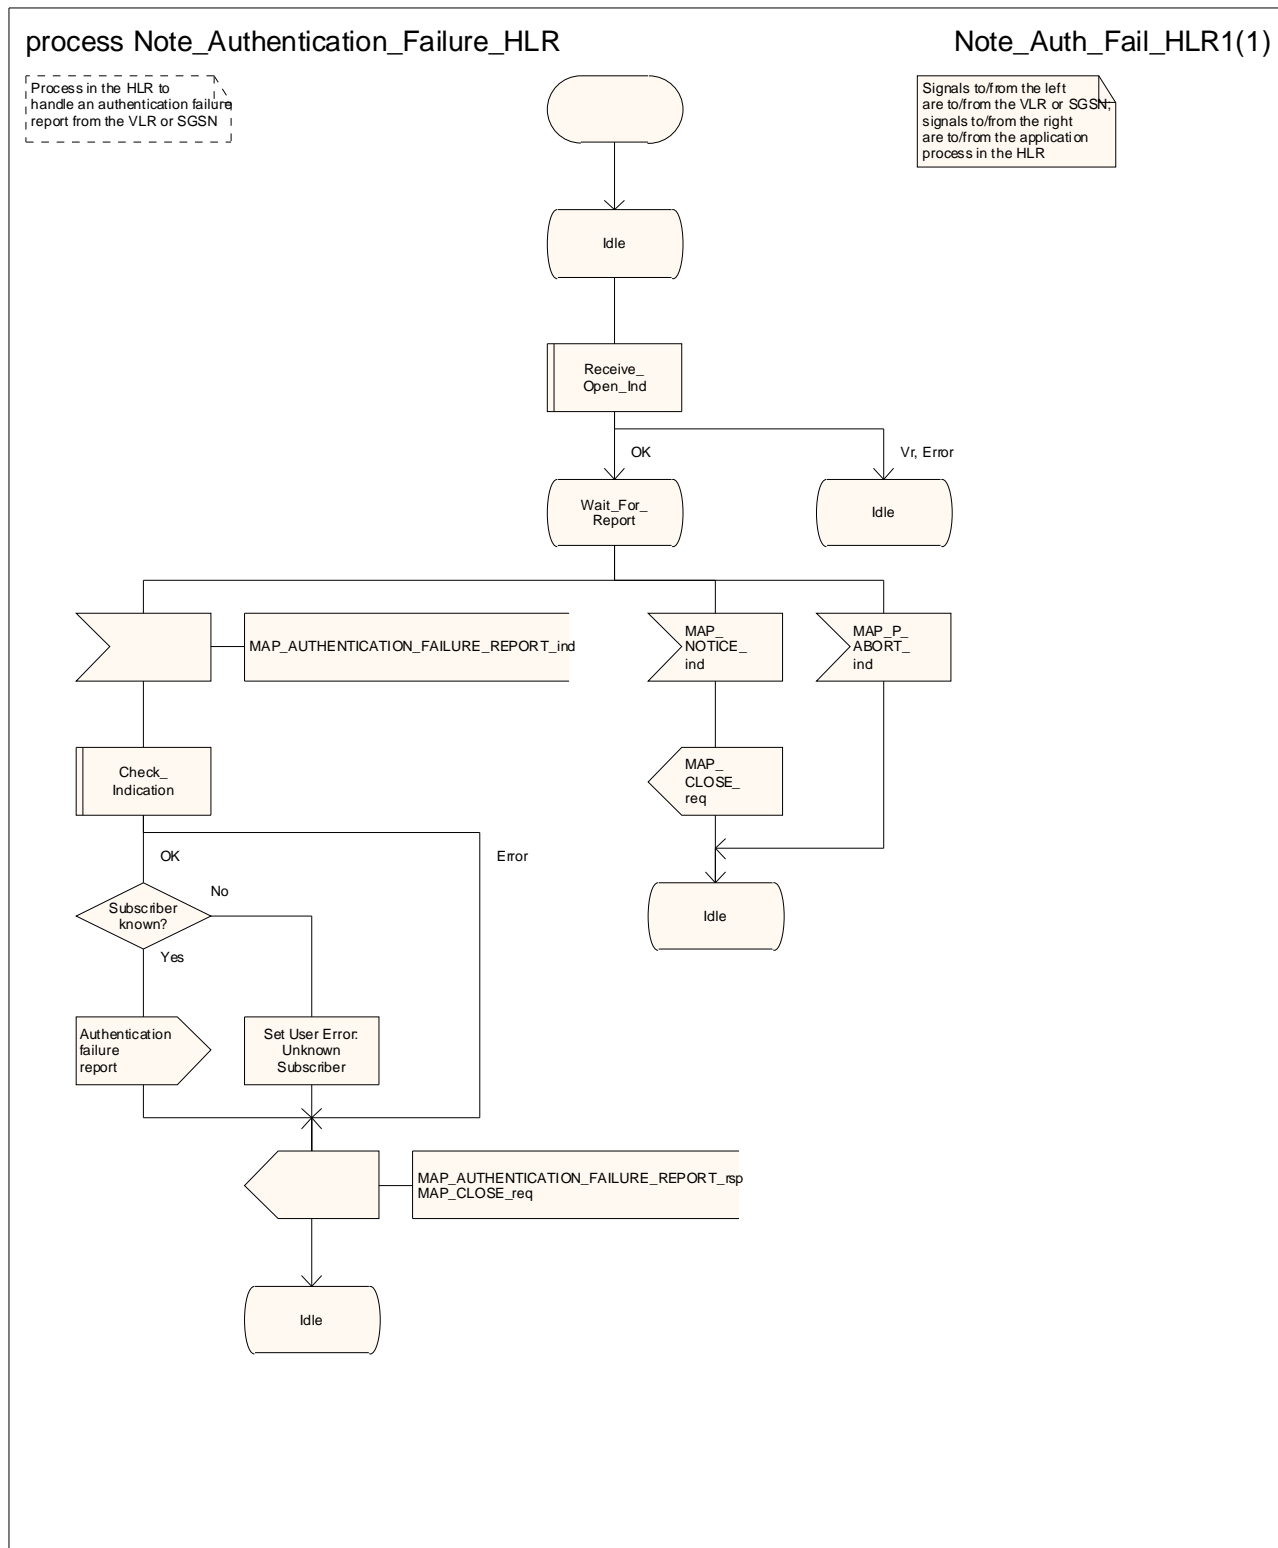 process Note_Authentication_Failure_HLR
Note_Auth_Fail_HLR1(1)
Process in the HLR to
handle an authentication failure
report from the VLR or SGSN
Signals to/from the left
are to/from the VLR or SGSN;
signals to/from the right
are to/from the application
process in the HLR
Idle
Receive_
Open_Ind
OK
Vr, Error
Wait_For_
Report
Idle
MAP_AUTHENTICATION_FAILURE_REPORT_ind
MAP_
NOTICE_
ind
MAP_P_
ABORT_
ind
Check_
Indication
MAP_
CLOSE_
req
OK
Error
No
Subscriber
known?
Yes
Idle
Authentication
failure
report
Set User Error:
Unknown
Subscriber
MAP_AUTHENTICATION_FAILURE_REPORT_rsp
MAP_CLOSE_req
Idle